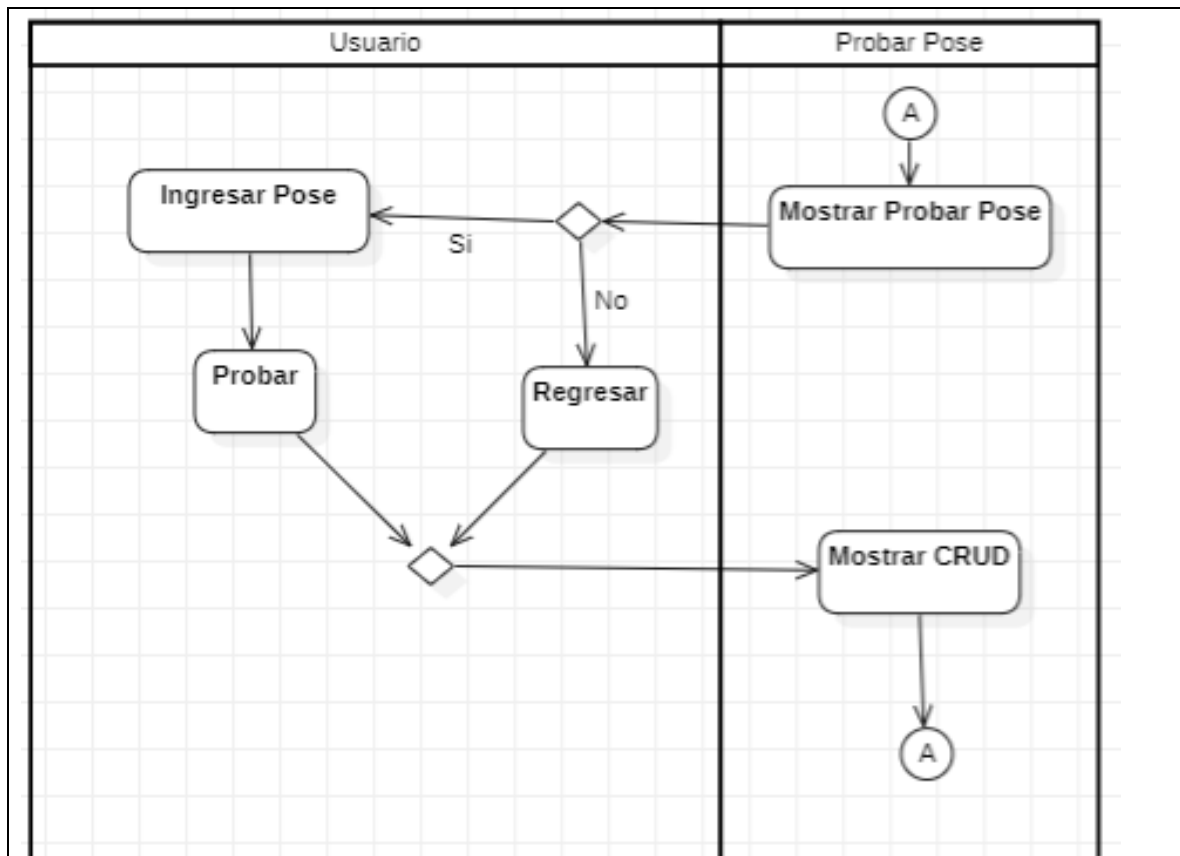 Usuario
Probar Pose
A
Ingresar Pose
Mostrar Probar Pose
Si
No
Probar
Regresar
Mostrar CRUD
A